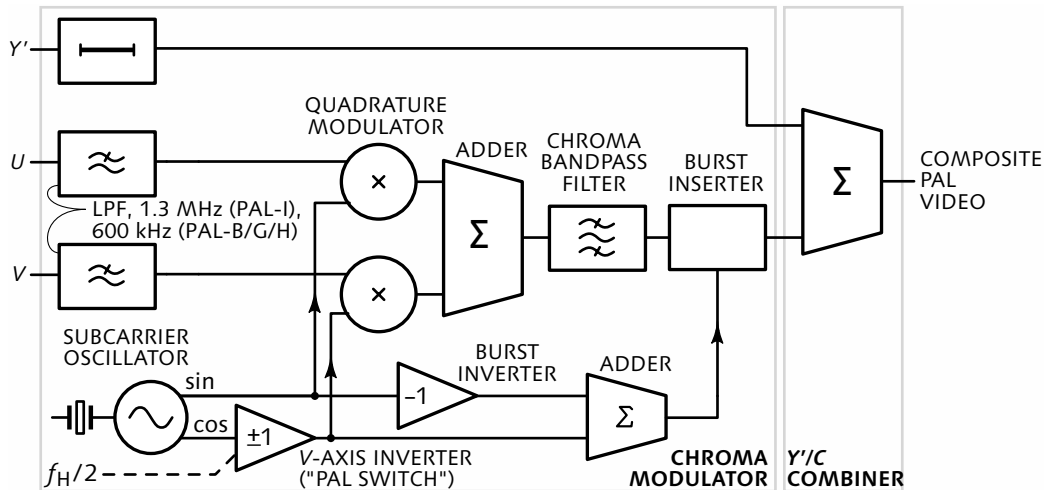 Y'
QUADRATURE
MODULATOR
U
ADDER
CHROMA
BANDPASS
FILTER
BURST
INSERTER
×
Σ
Σ
COMPOSITE
PAL
VIDEO
LPF, 1.3 MHz (PAL-I),
600 kHz (PAL-B/G/H)
V
×
SUBCARRIER
OSCILLATOR
sin
cos
BURST
INVERTER
ADDER
–1
±1
Σ
fH/2
V-AXIS INVERTER
("PAL SWITCH")
CHROMA
MODULATOR
Y'/C
COMBINER